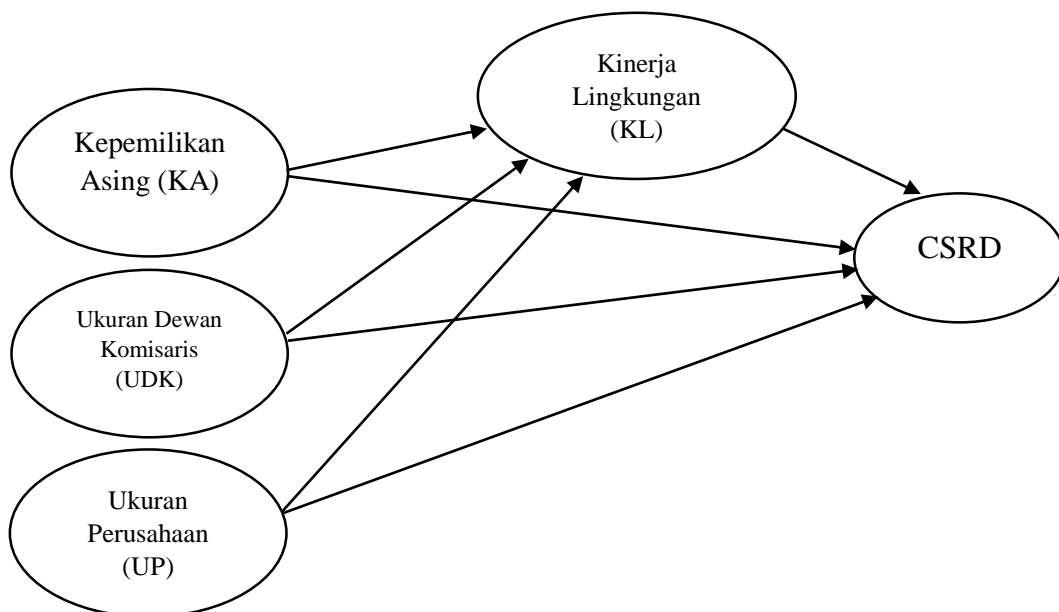 Kinerja
Lingkungan
(KL)
Kepemilikan
Asing (KA)
CSRD
Ukuran Dewan
Komisaris
(UDK)
Ukuran
Perusahaan
(UP)